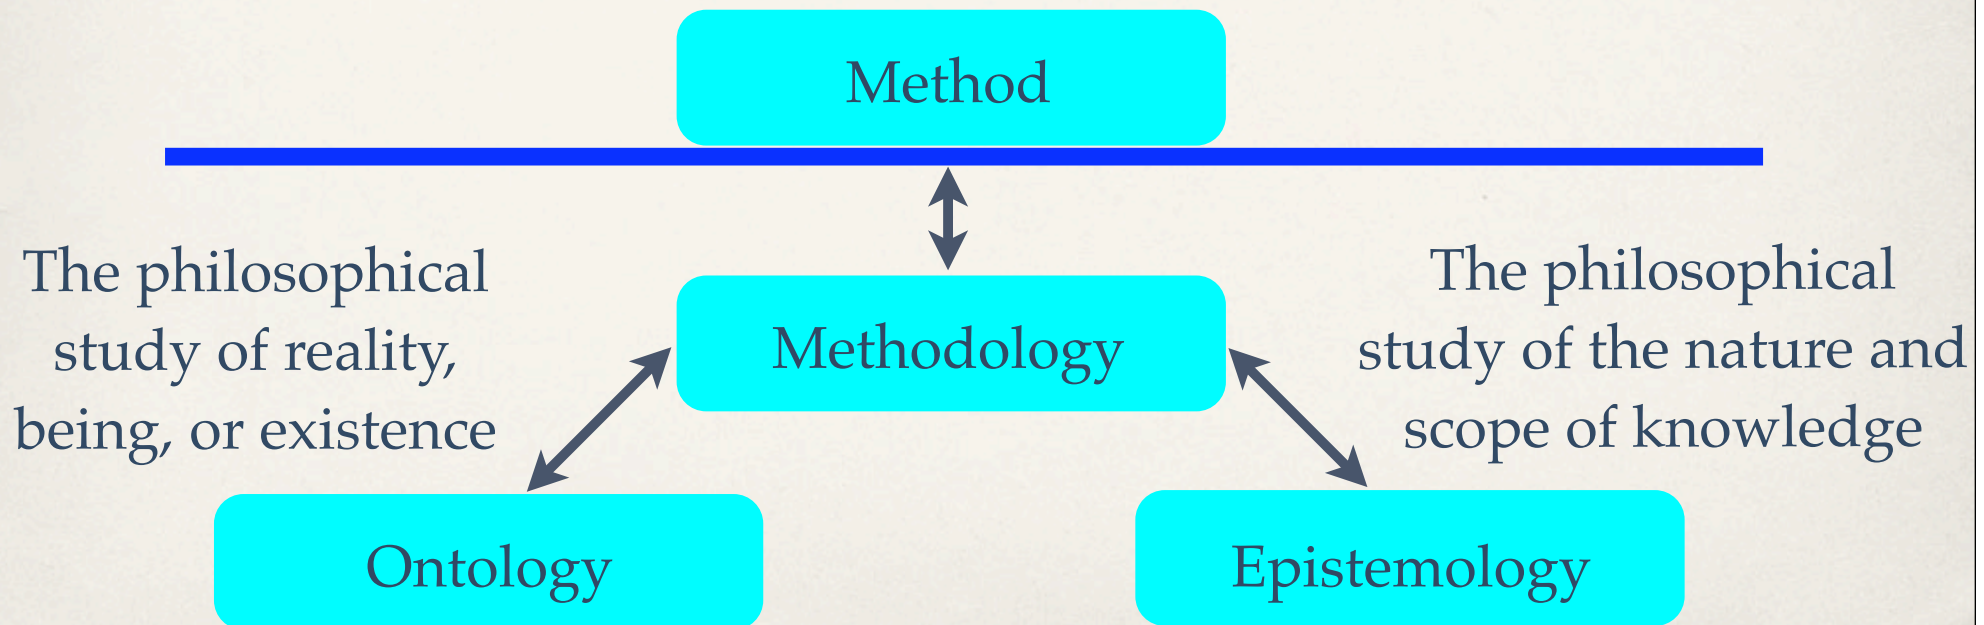 Method
The philosophical
study of reality,
being, or existence
Methodology
The philosophical
study of the nature and
scope of knowledge
Ontology
Epistemology